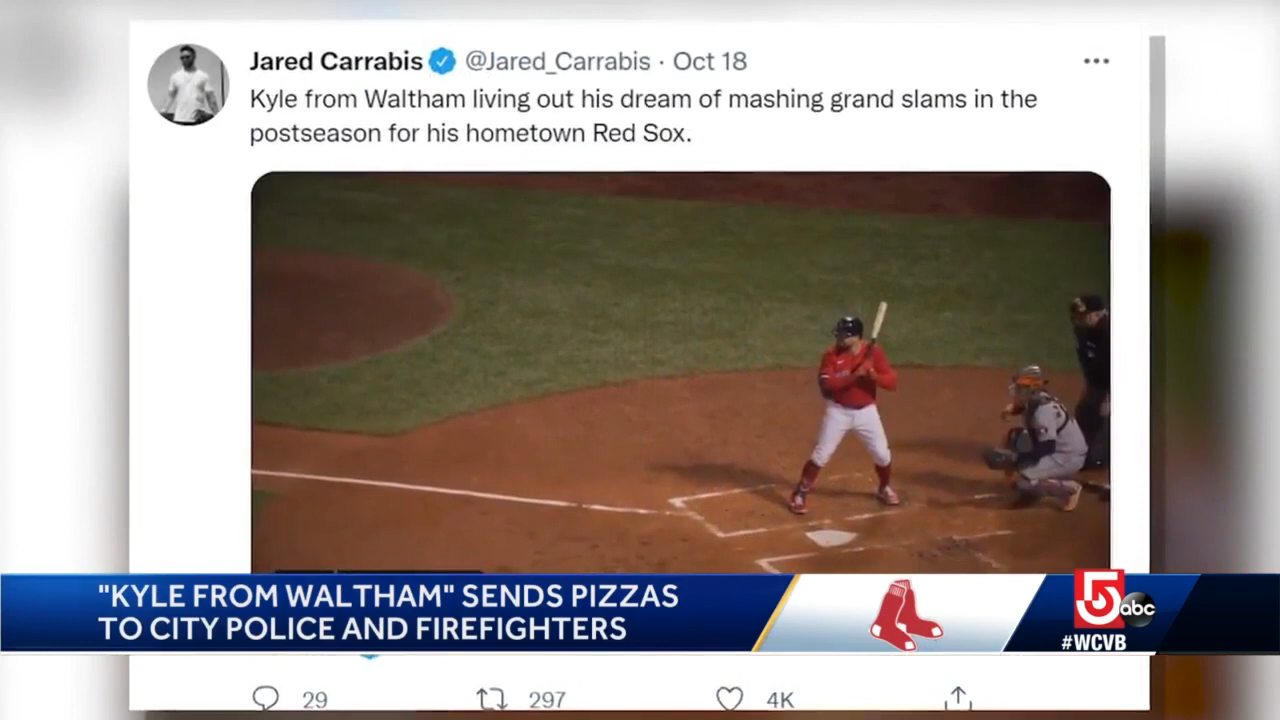 Jared Carrabis @Jared_Carrabis · Oct 18
Kyle from Waltham living out his dream of mashing grand slams in the
postseason for his hometown Red Sox.
"KYLE FROM WALTHAM" SENDS PIZZAS
TO CITY POLICE AND FIREFIGHTERS
5 abc
#WCVB
29 297 4K